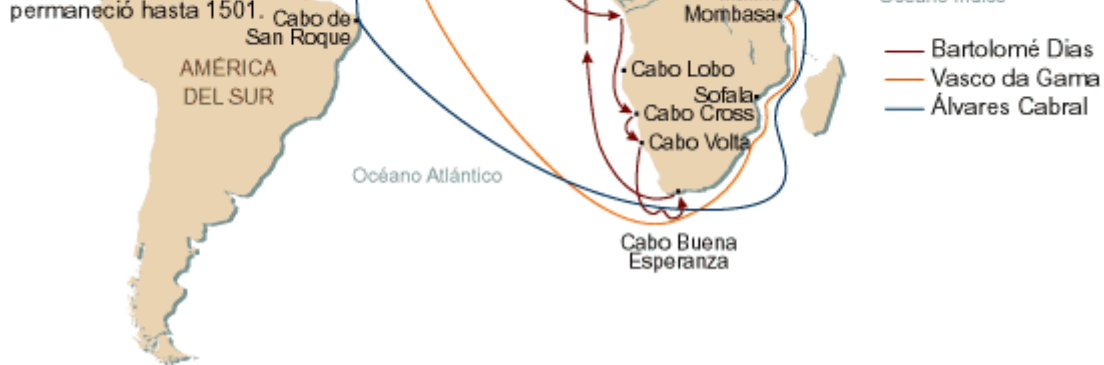 permaneció hasta 1501.
Cabo de
San Roque
AMÉRICA
DEL SUR
Océano Atlántico
Mombasa
Cabo Lobo
Sofala
Cabo Cross
Cabo Volta
Cabo Buena
Esperanza
Bartolomé Dias
Vasco da Gama
Álvares Cabral